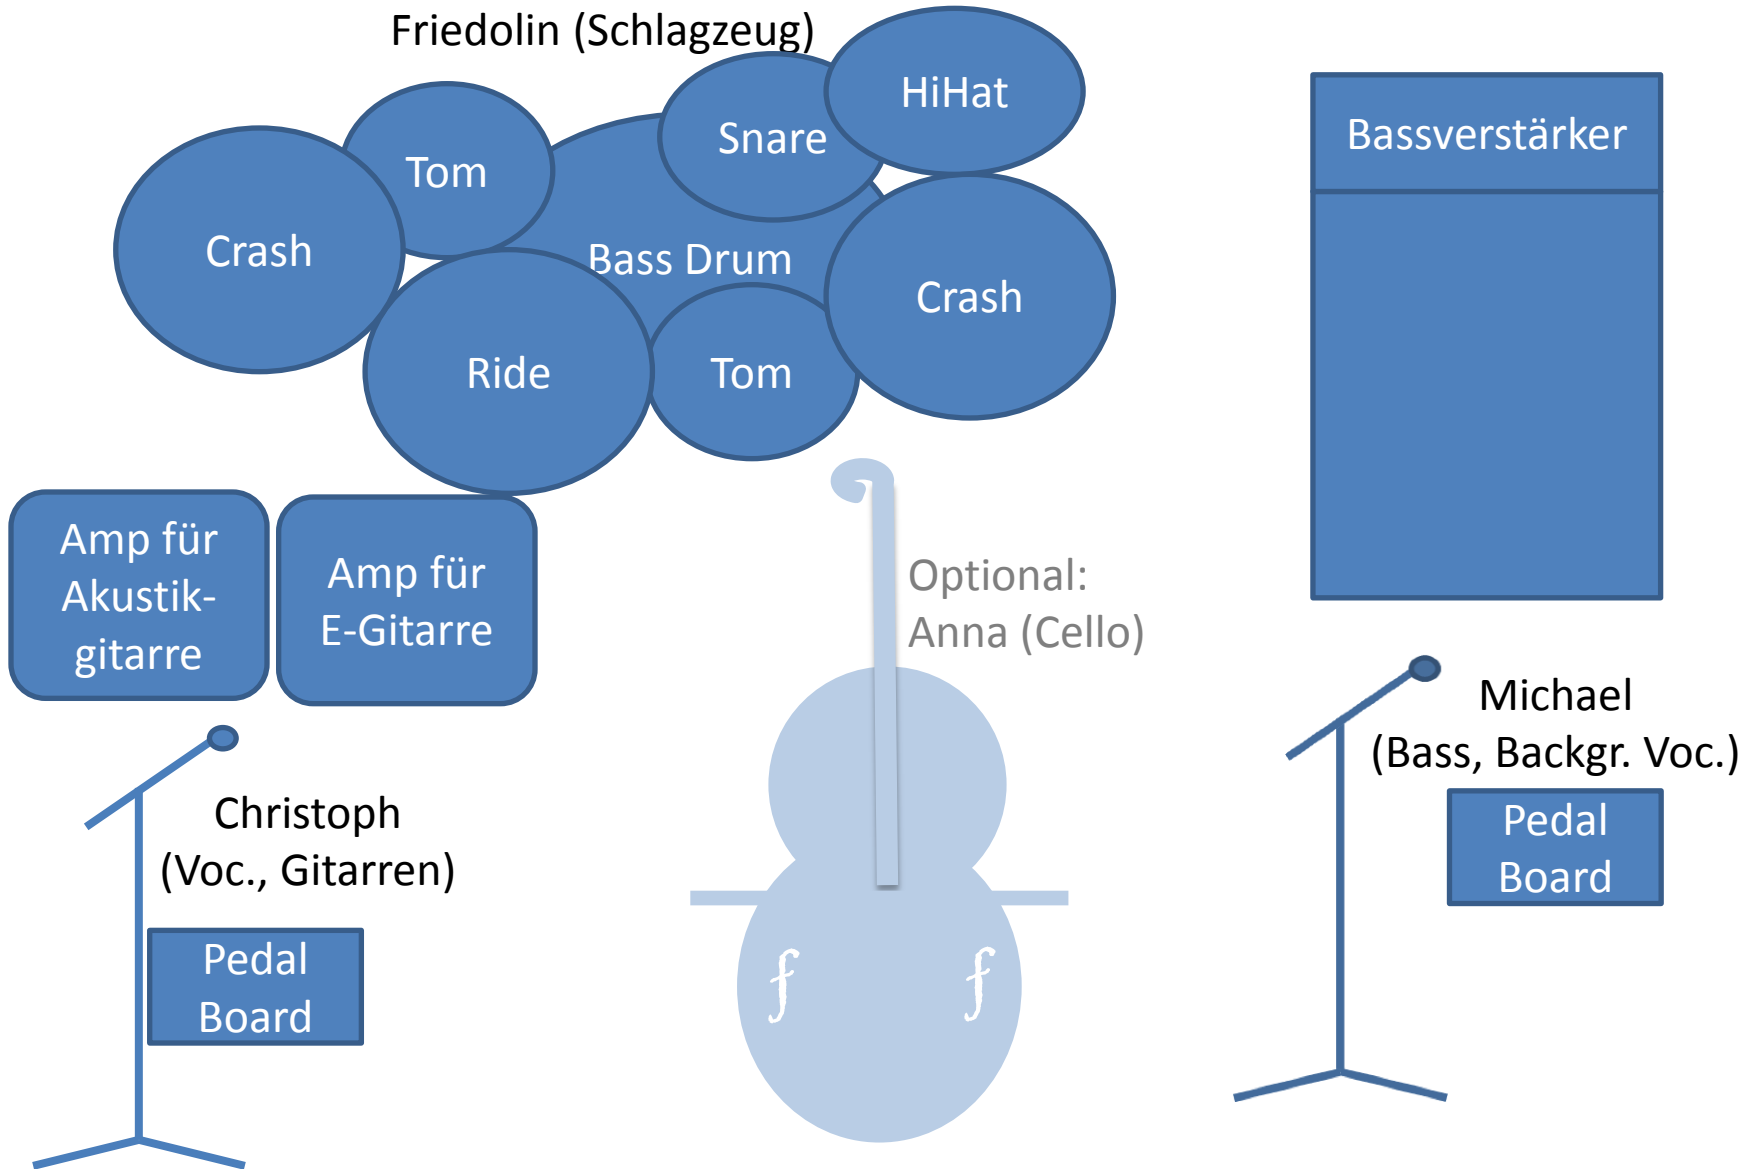 Friedolin (Schlagzeug)
HiHat
Snare
Tom
Crash
Bass Drum
Crash
Ride
Tom
Bassverstärker
Amp für
Akustik-
gitarre
Amp für
E-Gitarre
Optional:
Anna (Cello)
Michael
(Bass, Backgr. Voc.)
Pedal
Board
Christoph
(Voc., Gitarren)
Pedal
Board
f
f